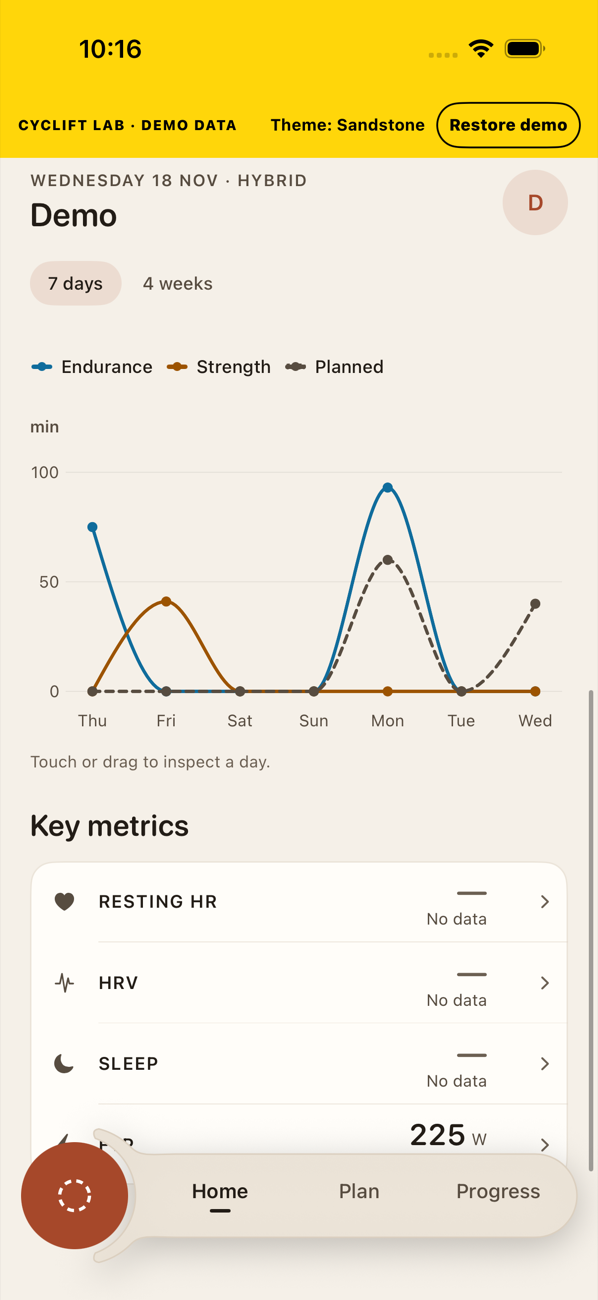 10:16
CYCLIFT LAB · DEMO DATA
Theme: Sandstone
Restore demo
WEDNESDAY 18 NOV · HYBRID
Demo
D
7 days
4 weeks
Endurance
Strength
Planned
min
100
50
0
Thu Fri Sat Sun Mon Tue Wed
Touch or drag to inspect a day.
Key metrics
RESTING HR
No data
HRV
No data
SLEEP
No data
225 W
Home
Plan
Progress